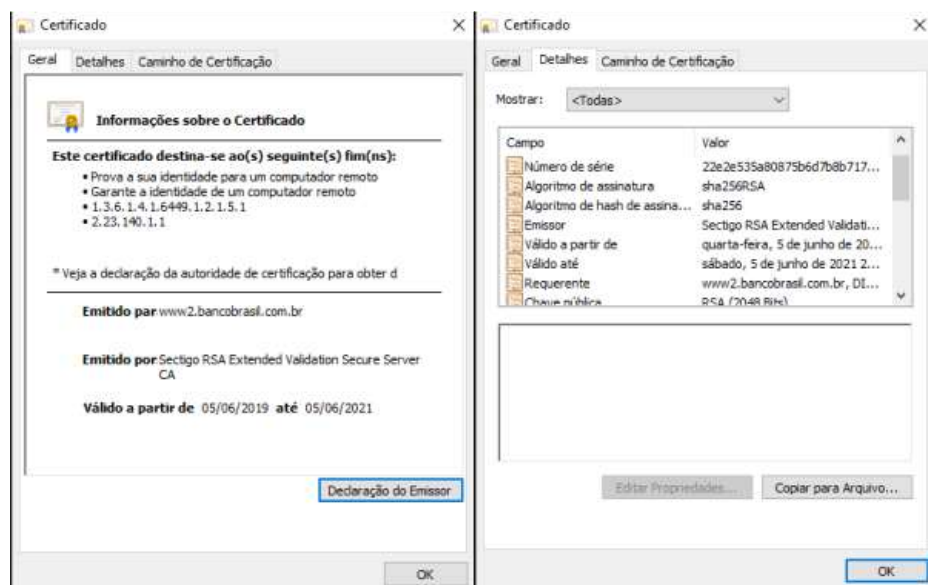 Certificado
Geral Detalhes Caminho de Certificação
Informações sobre o Certificado
Este certificado destina-se ao(s) seguinte(s) fim(ns):
• Prova a sua identidade para um computador remoto
• Garante a identidade de um computador remoto
• 1.3.6.1.4.1.6449.1.2.1.5.1
• 2.23.140.1.1
* Veja a declaração da autoridade de certificação para obter d
Emitido par www2.bancobrasil.com.br
Emitido por Sectigo RSA Extended Validation Secure Server
CA
Válido a partir de 05/06/2019 até 05/06/2021
Declaração do Emissor
OK
Certificado
Geral Detalhes Caminho de Certificação
Mostrar: <Todas>
Campo Valor
Número de série 22e2e535a80875b6d7b8b717...
Algoritmo de assinatura sha256RSA
Algoritmo de hash de assina... sha256
Emissor Sectigo RSA Extended Validati...
Válido a partir de quarta-feira, 5 de junho de 20...
Válido até sábado, 5 de junho de 2021 2...
Requerente www2.bancobrasil.com.br, DI...
Chave pública RSA (2048 Bits)
Editar Propriedades... Copiar para Arquivo...
OK